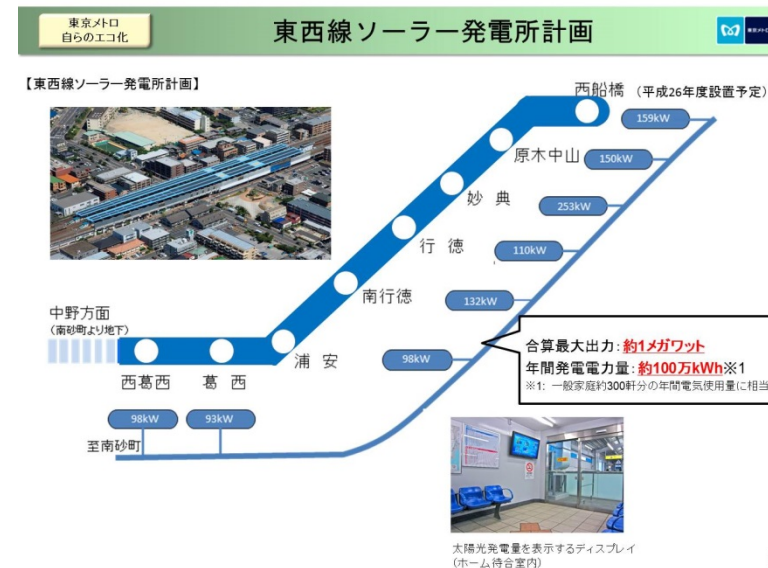 東京メトロ
自らのエコ化
東西線ソーラー発電所計画
【東西線ソーラー発電所計画】
西船橋 (平成26年度設置予定)
159kW
原木中山
150kW
妙典
253kW
行徳
110kW
南行徳
132kW
中野方面
(南砂町より地下)
浦安
98kW
合算最大出力:約1メガワット
年間発電電力量:約100万kWh※1
※1: 一般家庭約300軒分の年間電気使用量に相当
西葛西
葛西
98kW
93kW
至南砂町
太陽光発電量を表示するディスプレイ
(ホーム待合室内)